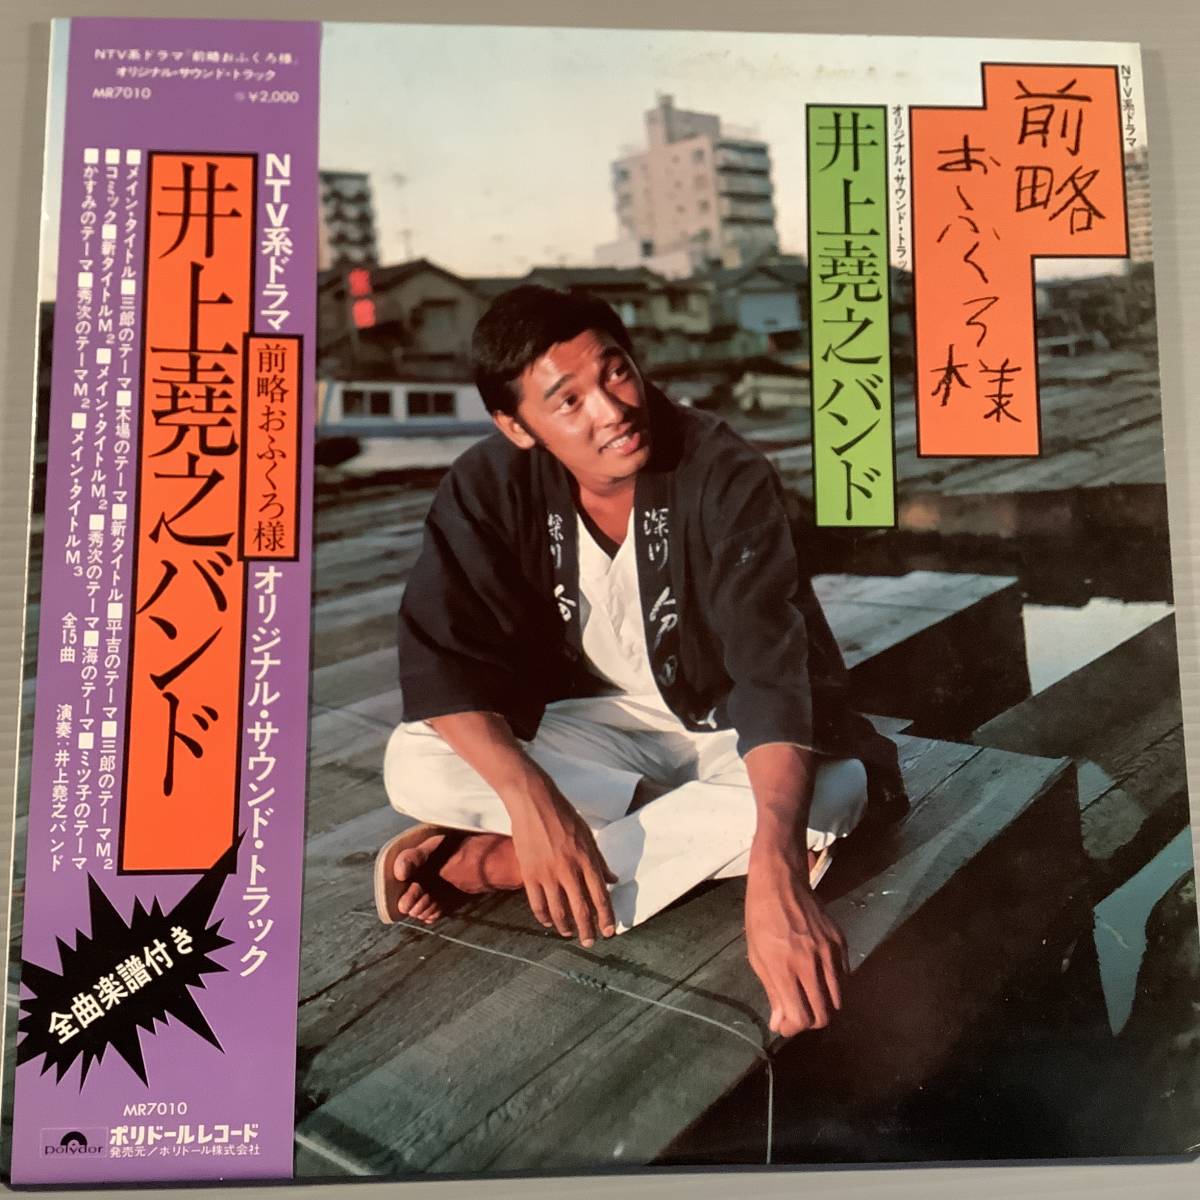 NTV系ドラマ「前略おふくろ様」
オリジナル・サウンド・トラック
MR7010 ¥2,000
NTV系ドラマ
前略おふくろ様
オリジナル・サウンド・トラック
井上堯之バンド
■メイン・タイトル■三郎のテーマ■木場のテーマ■新タイトル■平吉のテーマ■三郎のテーマM2
■コミック■新タイトルM2■メイン・タイトルM2■秀次のテーマ■海のテーマ■ミツ子のテーマ
■かすみのテーマ■秀次のテーマM2■メイン・タイトルM3
全15曲 演奏:井上堯之バンド
全曲楽譜付き
MR7010
polydor
ポリドールレコード
発売元/ポリドール株式会社
NTV系ドラマ
前略
おふくろ様
オリジナル・サウンド・トラック
井上堯之バンド
深川
深川